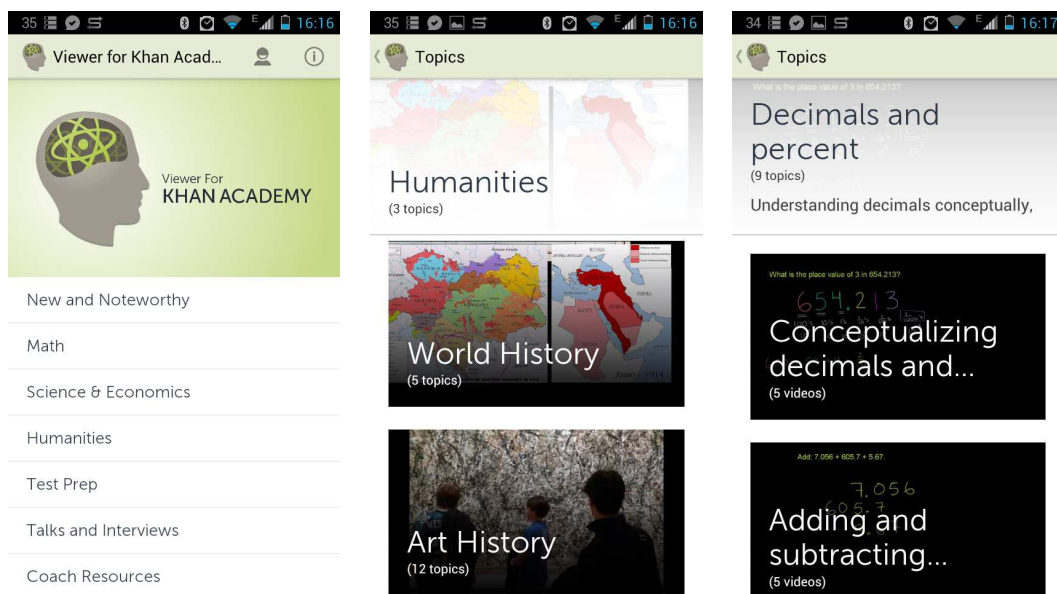 35
E
16:16
Viewer for Khan Acad...
Viewer For
KHAN ACADEMY
New and Noteworthy
Math
Science & Economics
Humanities
Test Prep
Talks and Interviews
Coach Resources
35
E
16:16
Topics
Humanities
(3 topics)
World History
(5 topics)
Anno - 1914
Art History
(12 topics)
34
E
16:17
Topics
What is the place value of 3 in 654.213?
Decimals and
percent
(9 topics)
Understanding decimals conceptually,
What is the place value of 3 in 654.213?
654.213
Conceptualizing
decimals and...
(5 videos)
Add: 7.056 + 605.7 + 5.67.
7.056
605.7
Adding and
subtracting...
(5 videos)